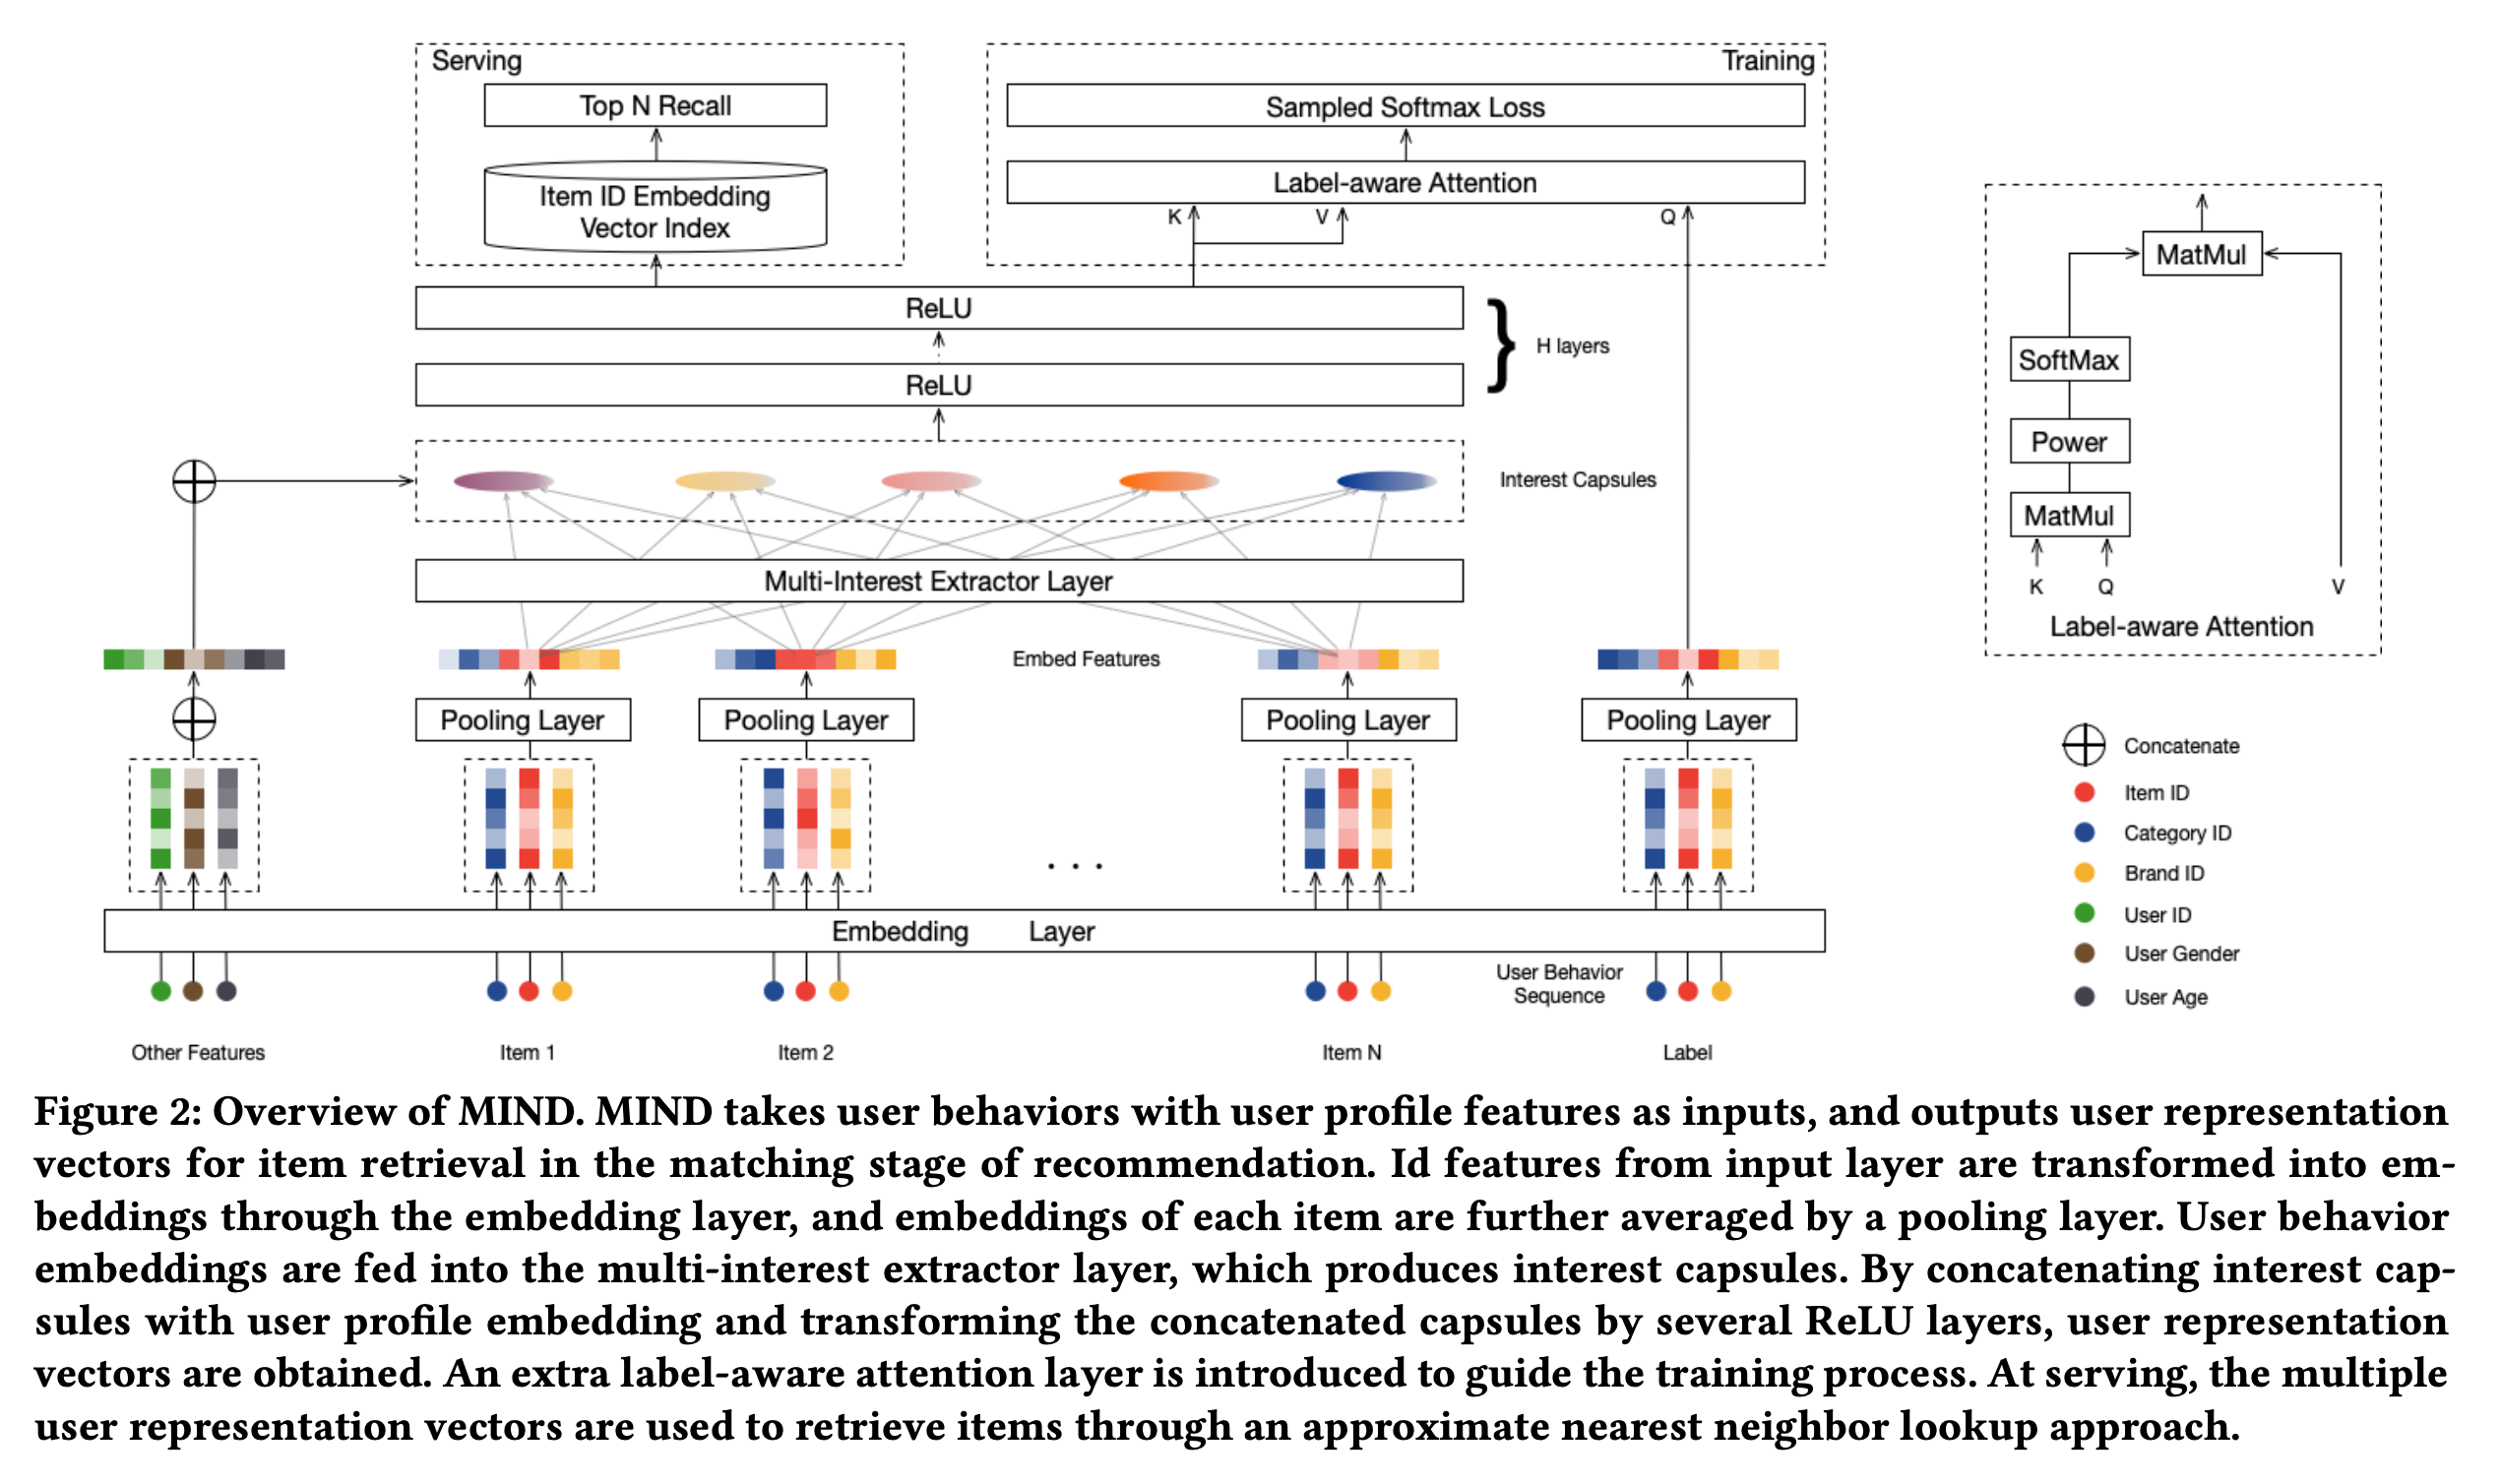 Serving
Training
Top N Recall
Sampled Softmax Loss
Item ID Embedding
Vector Index
Label-aware Attention
K
V
Q
ReLU
H layers
ReLU
Interest Capsules
Multi-Interest Extractor Layer
Embed Features
Pooling Layer
Pooling Layer
Pooling Layer
Pooling Layer
. . .
Embedding Layer
User Behavior
Sequence
Other Features
Item 1
Item 2
Item N
Label
MatMul
SoftMax
Power
MatMul
K
Q
V
Label-aware Attention
Concatenate
Item ID
Category ID
Brand ID
User ID
User Gender
User Age
Figure 2: Overview of MIND. MIND takes user behaviors with user profile features as inputs, and outputs user representation
vectors for item retrieval in the matching stage of recommendation. Id features from input layer are transformed into em-
beddings through the embedding layer, and embeddings of each item are further averaged by a pooling layer. User behavior
embeddings are fed into the multi-interest extractor layer, which produces interest capsules. By concatenating interest cap-
sules with user profile embedding and transforming the concatenated capsules by several ReLU layers, user representation
vectors are obtained. An extra label-aware attention layer is introduced to guide the training process. At serving, the multiple
user representation vectors are used to retrieve items through an approximate nearest neighbor lookup approach.